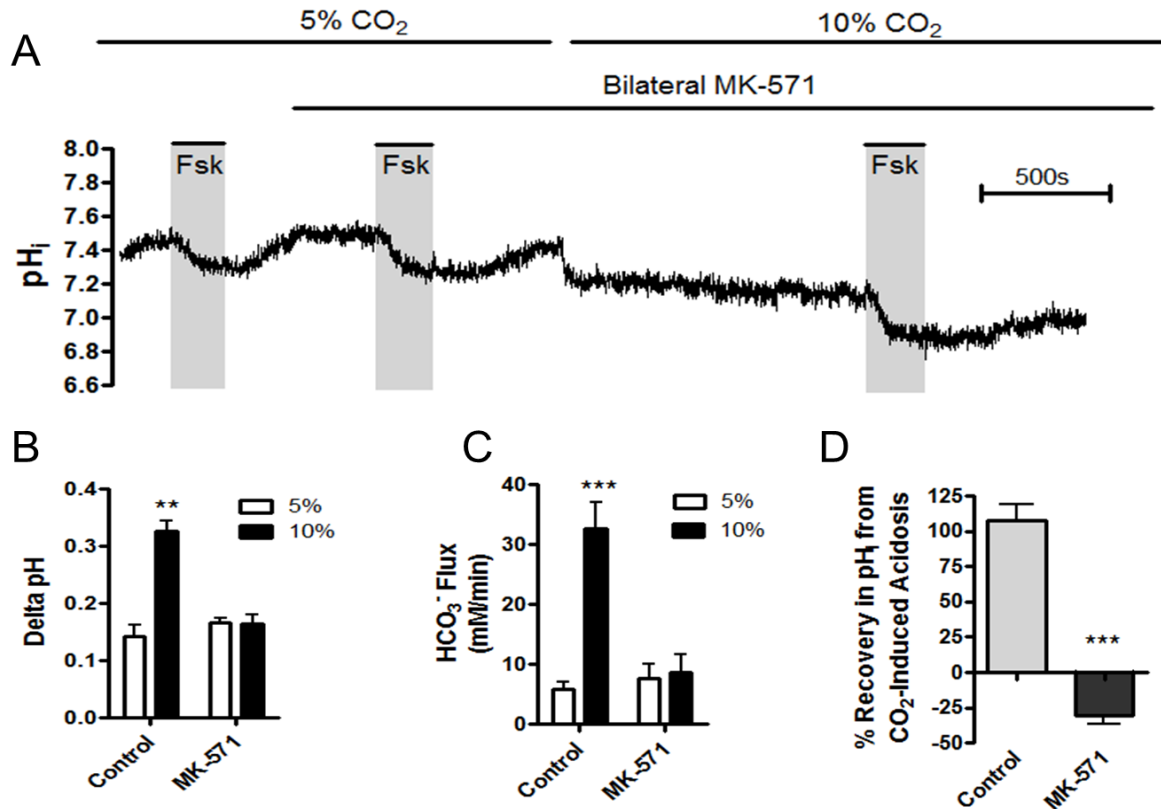 5% CO₂ 10% CO₂
A
Bilateral MK-571
8.0
7.8
7.6
7.4
7.2
7.0
6.8
6.6
pHᵢ
Fsk Fsk Fsk
500s
B
Delta pH
0.4
0.3
0.2
0.1
0.0
**
5%
10%
Control MK-571
C
HCO₃⁻ Flux
(mM/min)
40
30
20
10
0
***
5%
10%
Control MK-571
D
% Recovery in pHᵢ from
CO₂-Induced Acidosis
125
100
75
50
25
0
-25
-50
***
Control MK-571